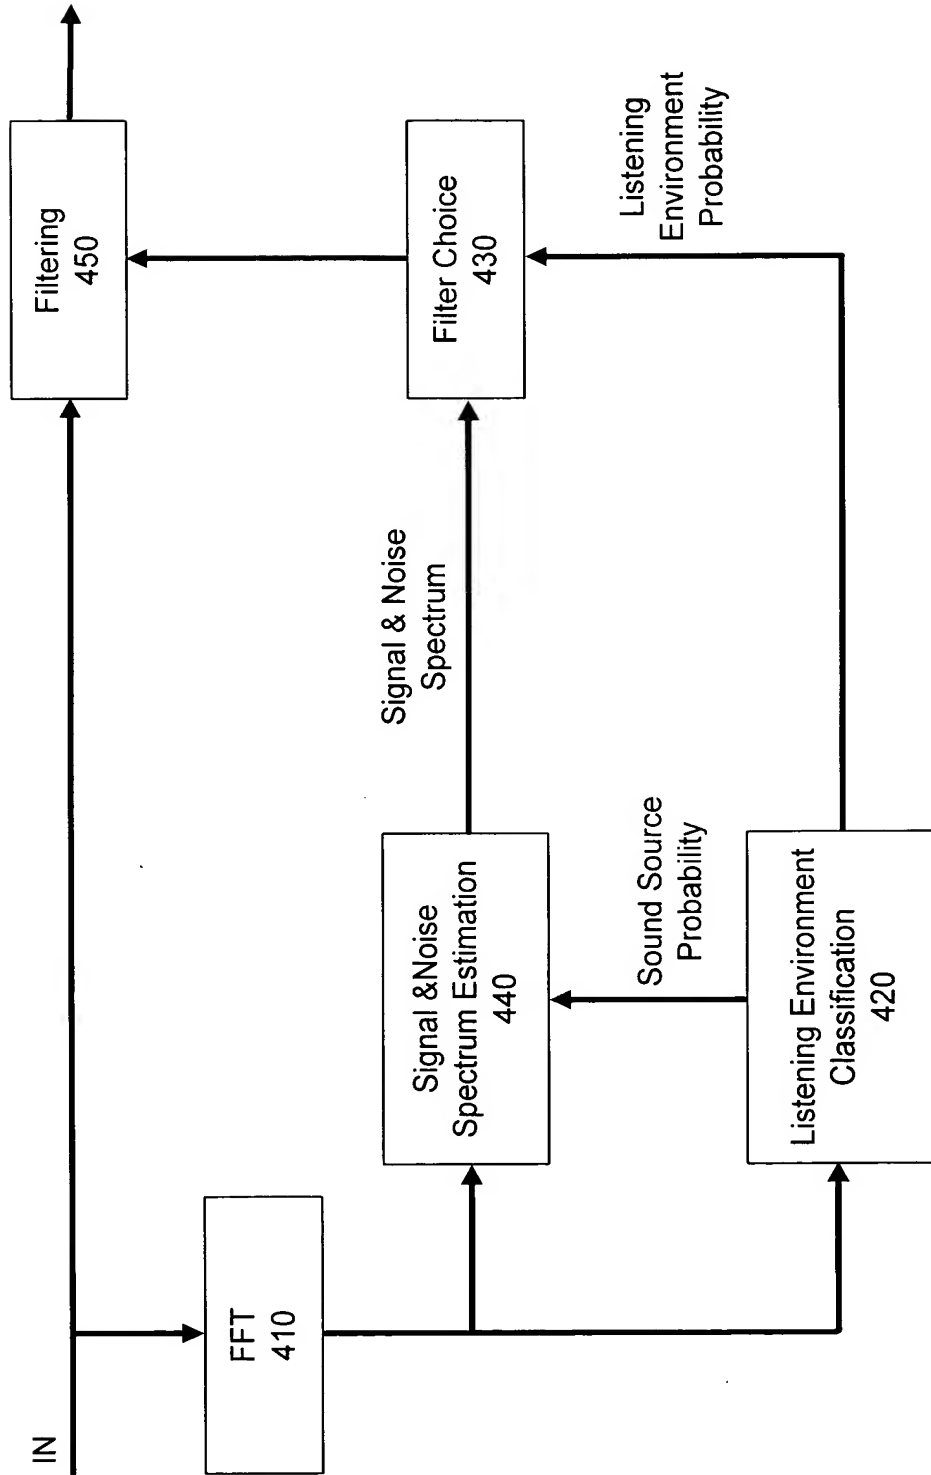 IN
FFT
410
Filtering
450
Signal &Noise
Spectrum Estimation
440
Signal & Noise
Spectrum
Filter Choice
430
Sound Source
Probability
Listening Environment
Classification
420
Listening
Environment
Probability